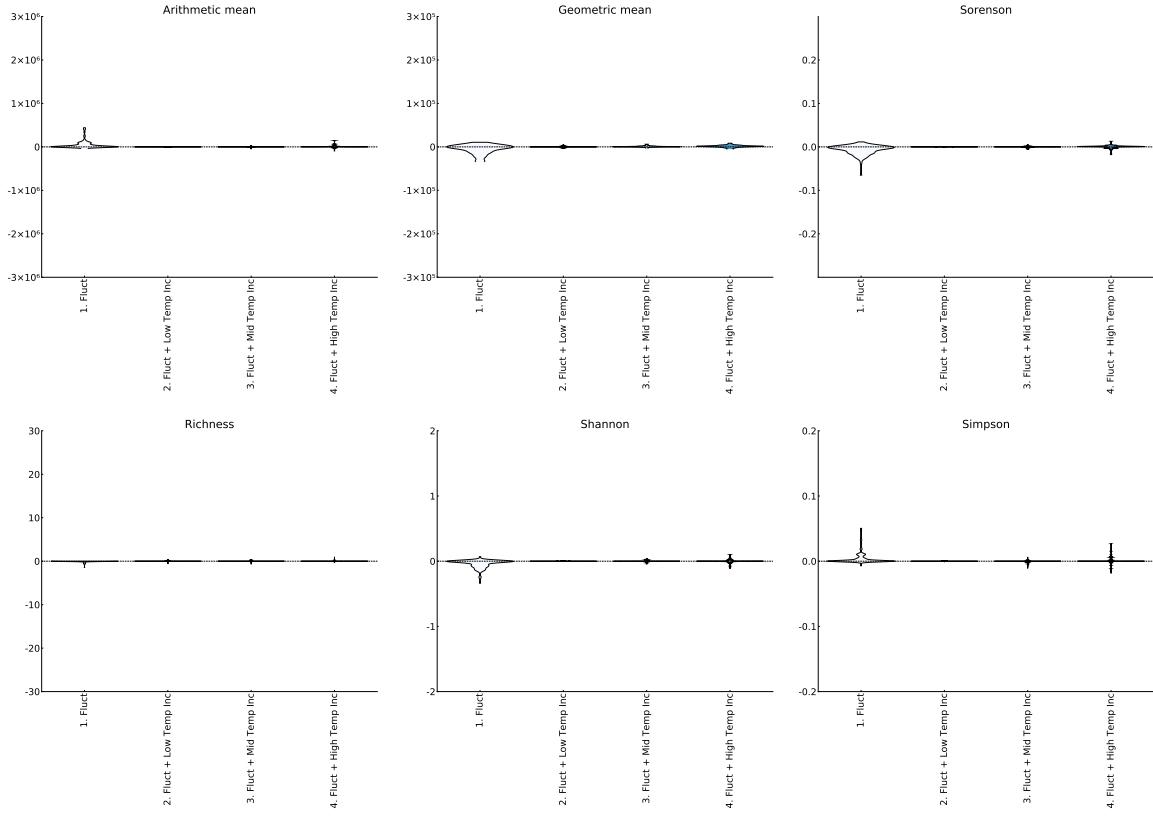 Arithmetic mean
3×10⁶
2×10⁶
1×10⁶
0
-1×10⁶
-2×10⁶
-3×10⁶
1. Fluct
2. Fluct + Low Temp Inc
3. Fluct + Mid Temp Inc
4. Fluct + High Temp Inc
Geometric mean
3×10⁵
2×10⁵
1×10⁵
0
-1×10⁵
-2×10⁵
-3×10⁵
1. Fluct
2. Fluct + Low Temp Inc
3. Fluct + Mid Temp Inc
4. Fluct + High Temp Inc
Sorenson
0.2
0.1
0.0
-0.1
-0.2
1. Fluct
2. Fluct + Low Temp Inc
3. Fluct + Mid Temp Inc
4. Fluct + High Temp Inc
Richness
30
20
10
0
-10
-20
-30
1. Fluct
2. Fluct + Low Temp Inc
3. Fluct + Mid Temp Inc
4. Fluct + High Temp Inc
Shannon
2
1
0
-1
-2
1. Fluct
2. Fluct + Low Temp Inc
3. Fluct + Mid Temp Inc
4. Fluct + High Temp Inc
Simpson
0.2
0.1
0.0
-0.1
-0.2
1. Fluct
2. Fluct + Low Temp Inc
3. Fluct + Mid Temp Inc
4. Fluct + High Temp Inc